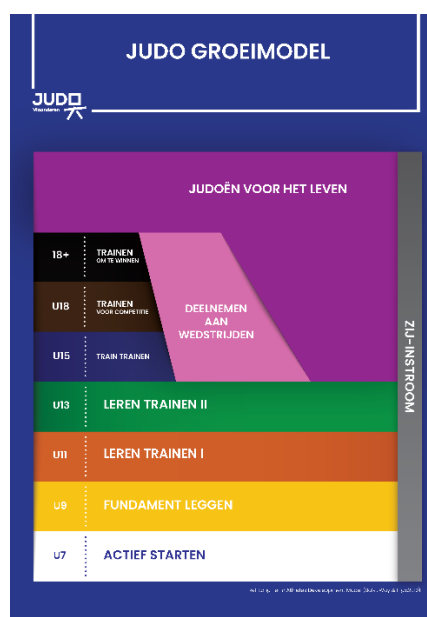 JUDO GROEIMODEL
JUDO
Vlaanderen
JUDOËN VOOR HET LEVEN
18+
TRAINEN
OM TE WINNEN
U18
TRAINEN
VOOR COMPETITIE
DEELNEMEN
AAN
WEDSTRIJDEN
U15
TRAIN TRAINEN
ZIJ-INSTROOM
U13
LEREN TRAINEN II
U11
LEREN TRAINEN I
U9
FUNDAMENT LEGGEN
U7
ACTIEF STARTEN